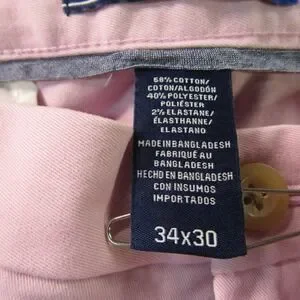 58% COTTON/
COTON/ALGODÓN
40% POLYESTER/
POLIÉSTER
2% ELASTANE/
ÉLASTHANNE/
ELASTANO
MADE IN BANGLADESH
FABRIQUÉ AU
BANGLADESH
HECHO EN BANGLADESH
CON INSUMOS
IMPORTADOS
34x30